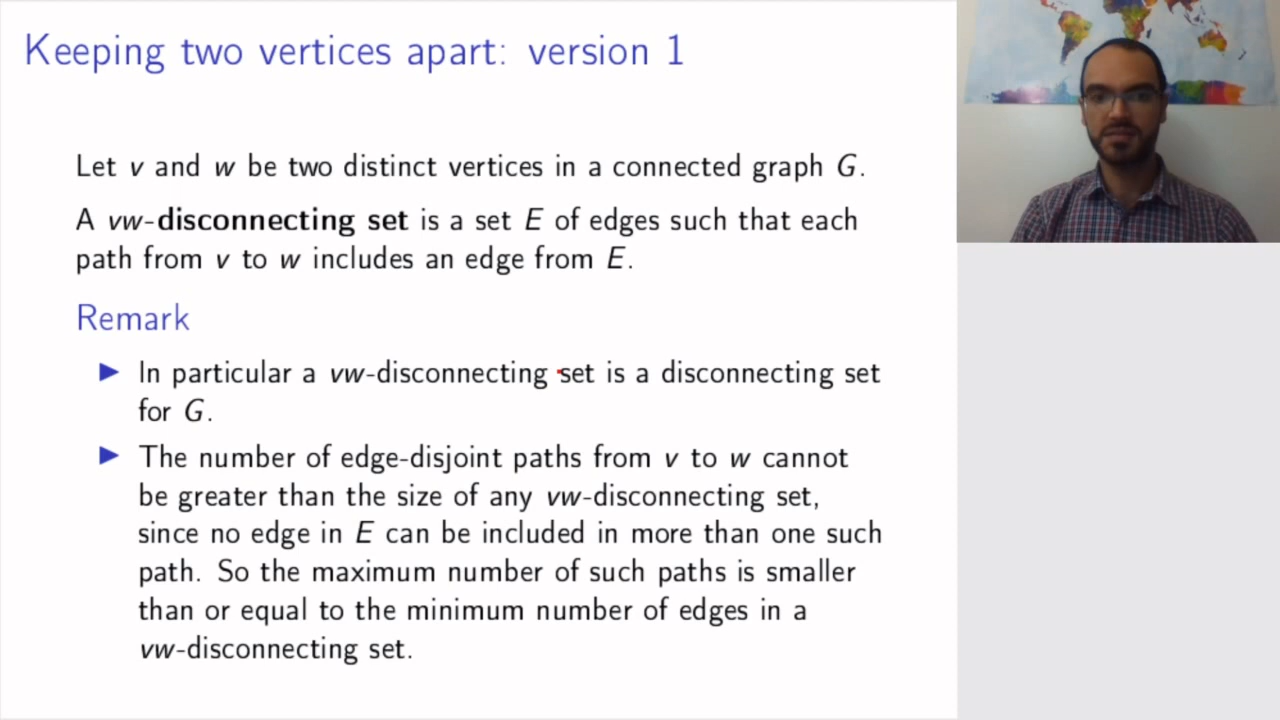 Keeping two vertices apart: version 1
Let v and w be two distinct vertices in a connected graph G.
A vw-disconnecting set is a set E of edges such that each
path from v to w includes an edge from E.
Remark
▶ In particular a vw-disconnecting set is a disconnecting set
for G.
▶ The number of edge-disjoint paths from v to w cannot
be greater than the size of any vw-disconnecting set,
since no edge in E can be included in more than one such
path. So the maximum number of such paths is smaller
than or equal to the minimum number of edges in a
vw-disconnecting set.